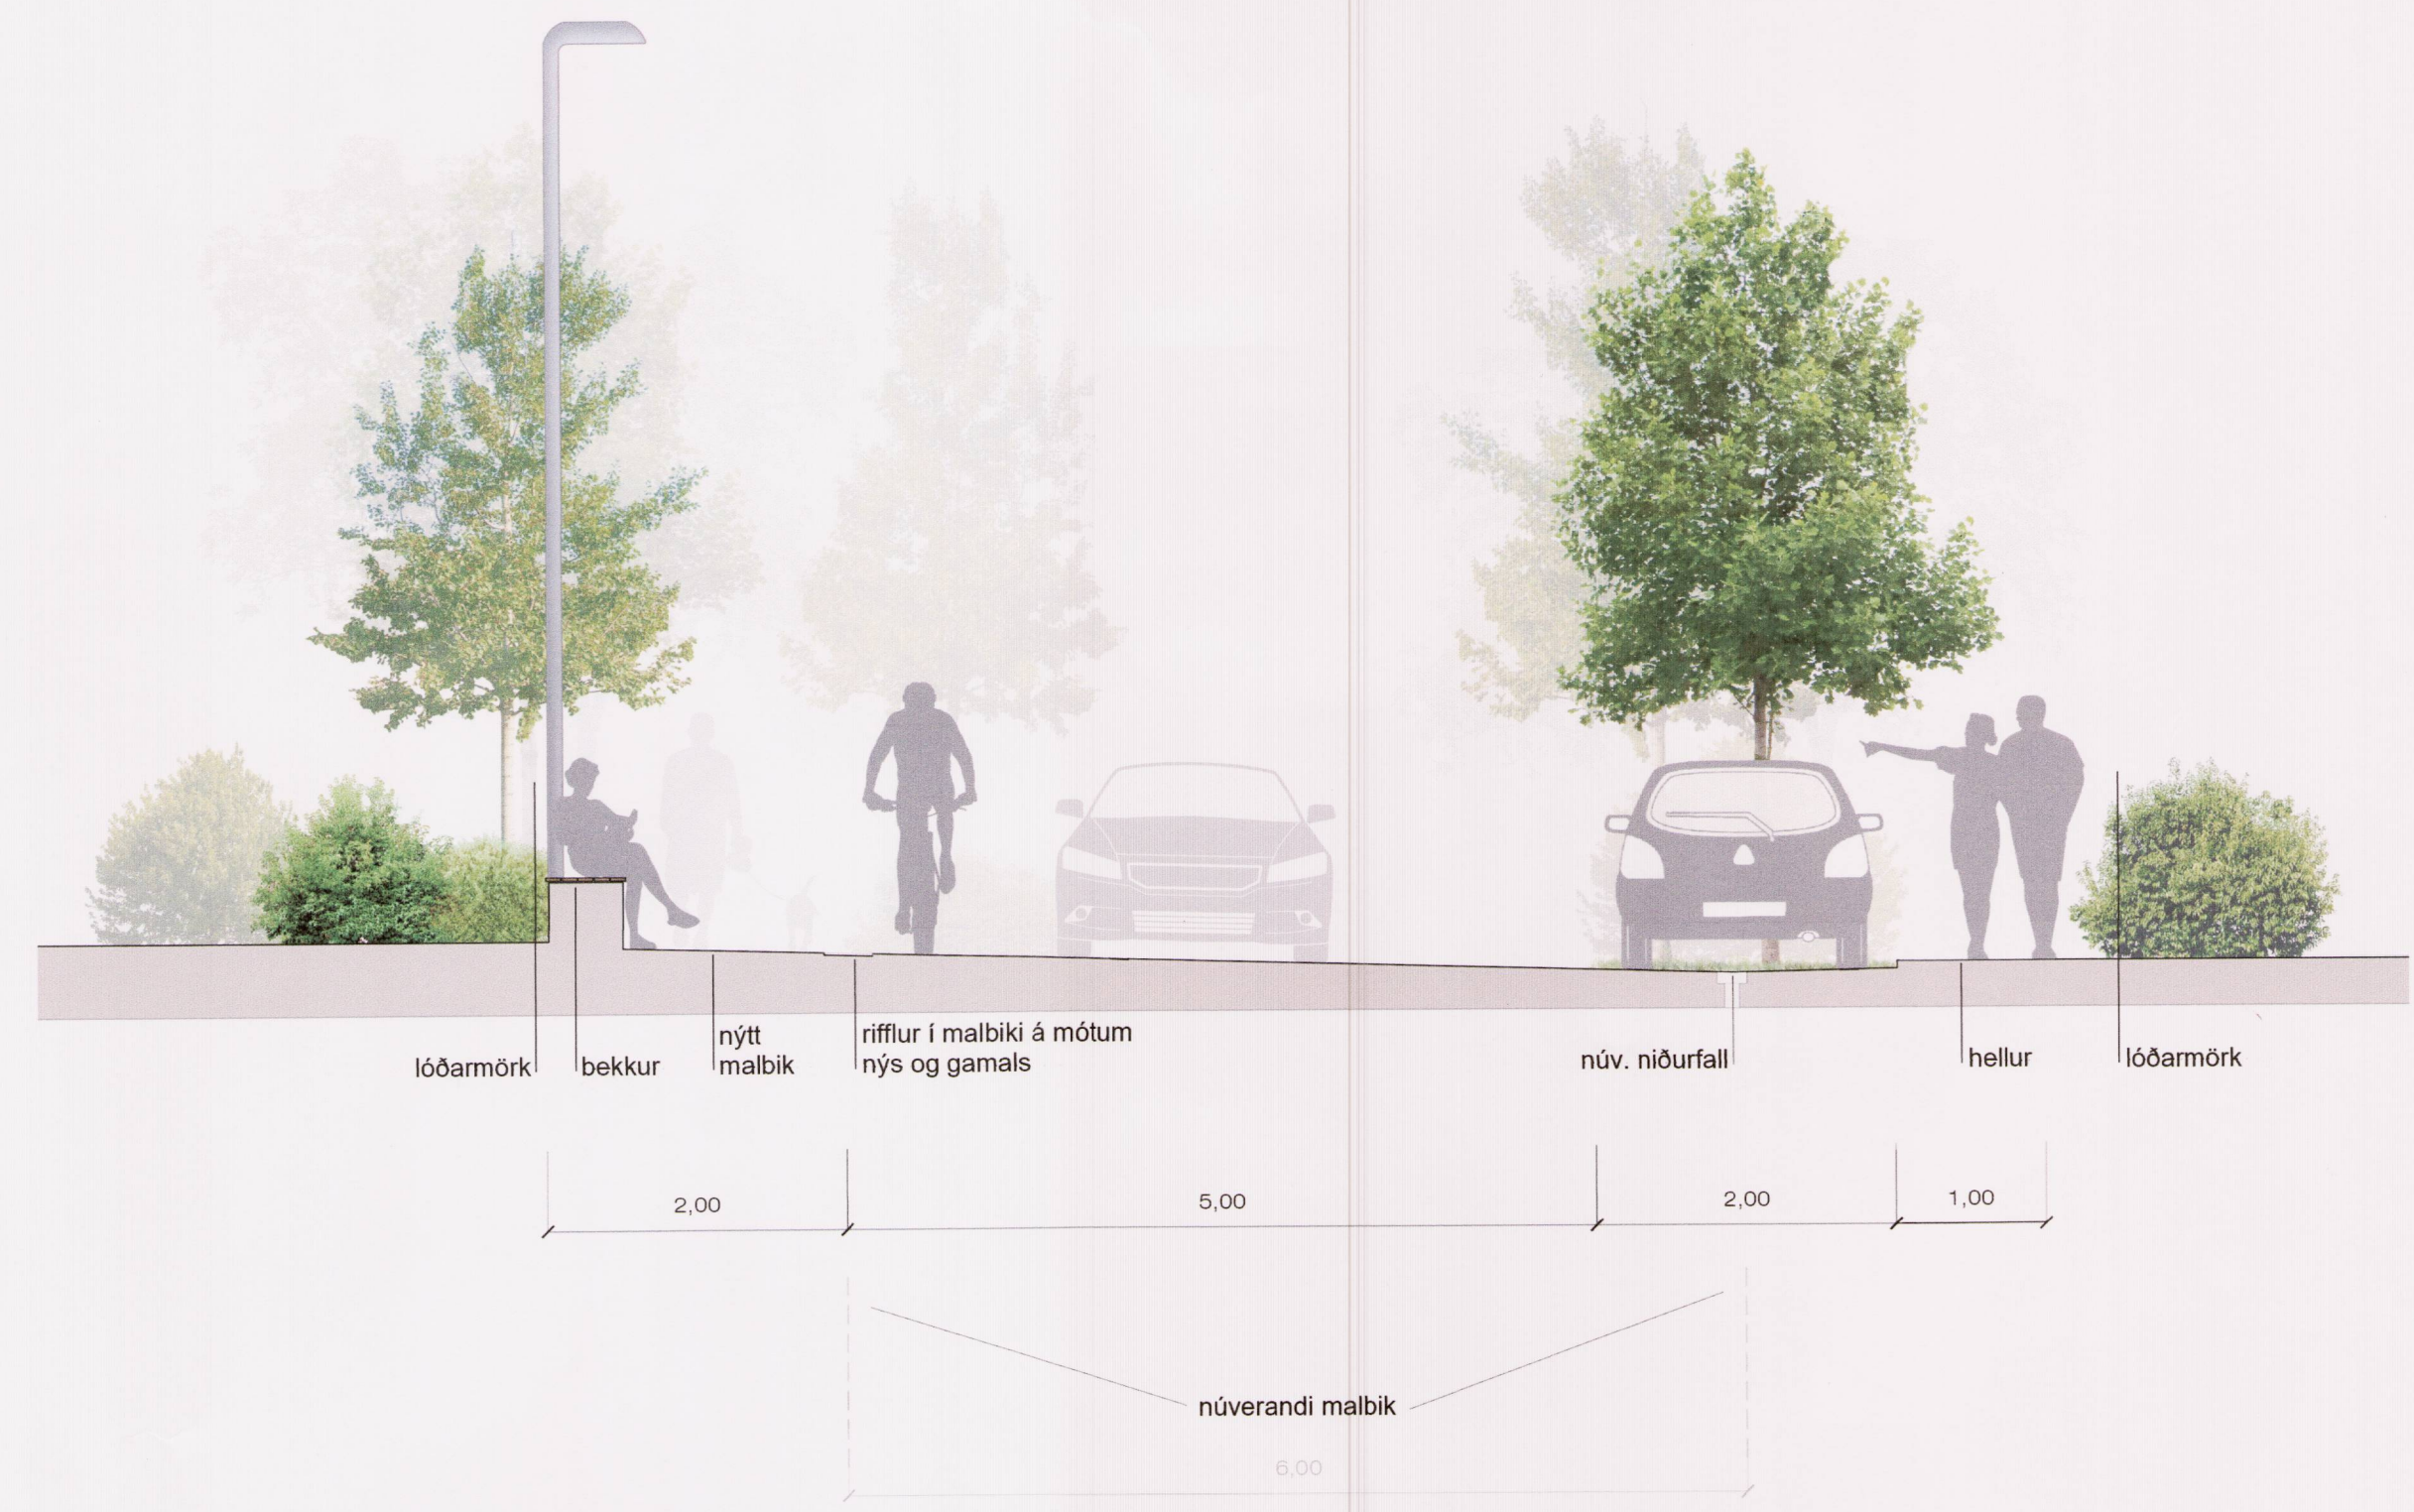 lóðarmörk
bekkur
nýtt
malbik
rifflur í malbiki á mótum
nýs og gamals
núv. niðurfall
hellur
lóðarmörk
2,00
5,00
2,00
1,00
núverandi malbik
6,00